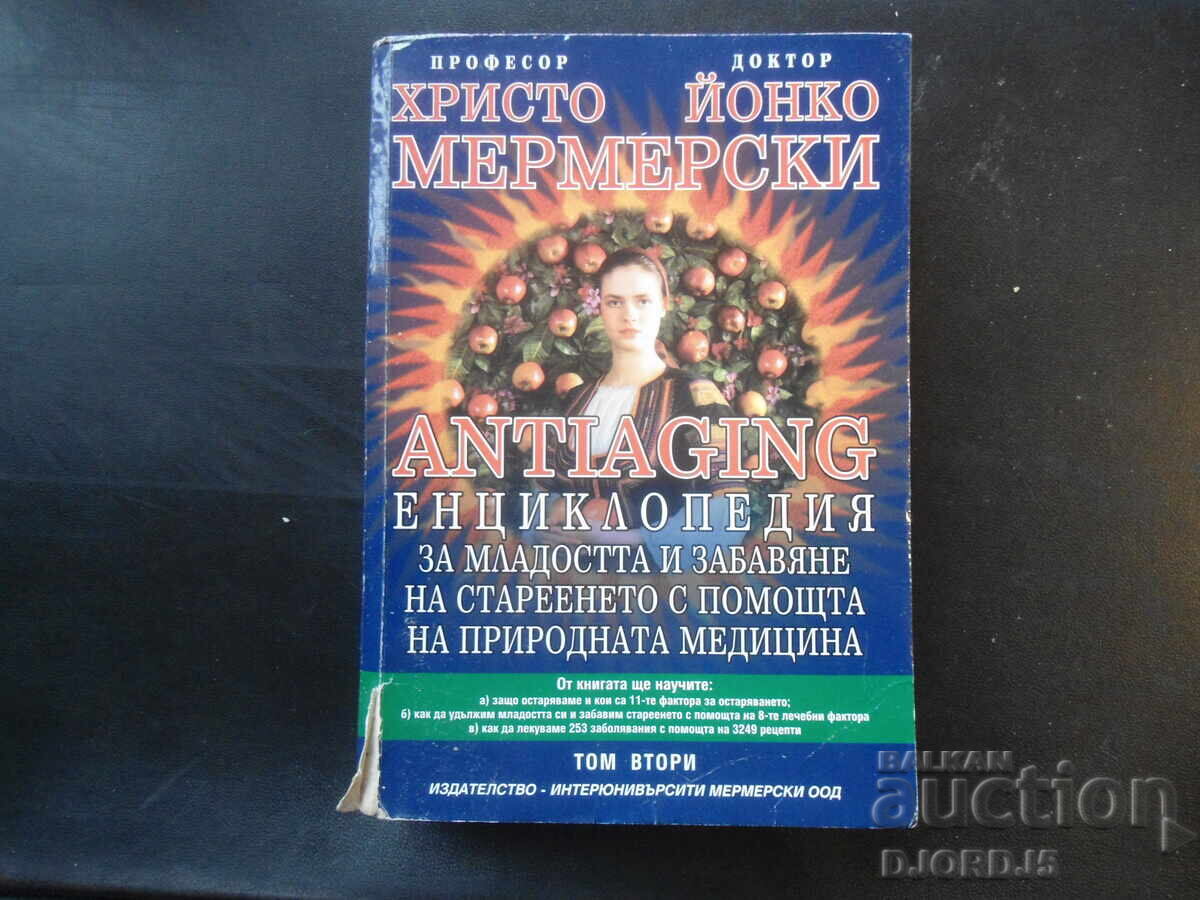 ПРОФЕСОР ДОКТОР
ХРИСТО ЙОНКО
МЕРМЕРСКИ
ANTIAGING
ЕНЦИКЛОПЕДИЯ
ЗА МЛАДОСТТА И ЗАБАВЯНЕ
НА СТАРЕЕНЕТО С ПОМОЩТА
НА ПРИРОДНАТА МЕДИЦИНА
От книгата ще научите:
а) защо остаряваме и кои са 11-те фактора за остаряването;
б) как да удължим младостта си и забавим стареенето с помощта на 8-те лечебни фактора
в) как да лекуваме 253 заболявания с помощта на 3249 рецепти
ТОМ ВТОРИ
ИЗДАТЕЛСТВО - ИНТЕРЮНИВЪРСИТИ МЕРМЕРСКИ ООД
BALKAN
auction
DJORDJ5